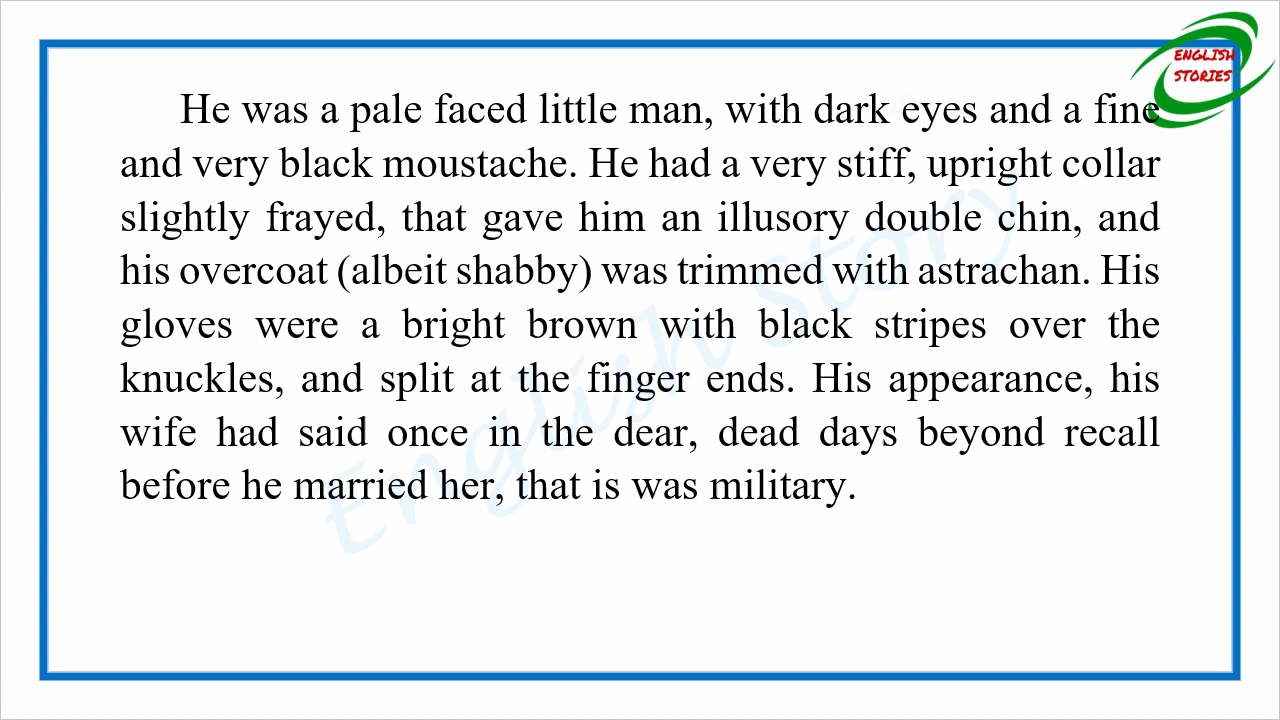 ENGLISH
STORIES
He was a pale faced little man, with dark eyes and a fine
and very black moustache. He had a very stiff, upright collar
slightly frayed, that gave him an illusory double chin, and
his overcoat (albeit shabby) was trimmed with astrachan. His
gloves were a bright brown with black stripes over the
knuckles, and split at the finger ends. His appearance, his
wife had said once in the dear, dead days beyond recall
before he married her, that is was military.
English Story